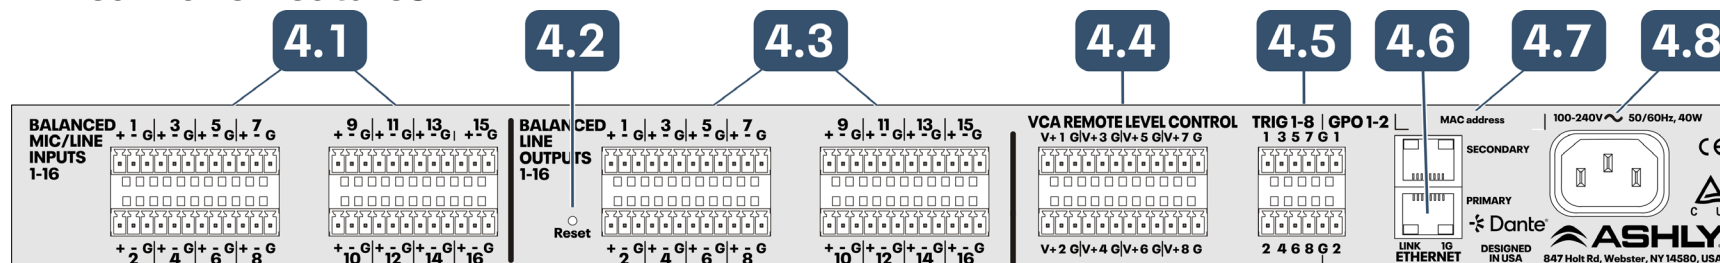 4.1 4.2 4.3 4.4 4.5 4.6 4.7 4.8
BALANCED
MIC/LINE
INPUTS
1-16
1 3 5 7
+ - G + - G + - G + - G
9 11 13 15
+ - G + - G + - G + - G
+ - G + - G + - G + - G
2 4 6 8
+ - G + - G + - G + - G
10 12 14 16
BALANCED
LINE
OUTPUTS
1-16
Reset
1 3 5 7
+ - G + - G + - G + - G
9 11 13 15
+ - G + - G + - G + - G
+ - G + - G + - G + - G
2 4 6 8
+ - G + - G + - G + - G
10 12 14 16
VCA REMOTE LEVEL CONTROL
V+ 1 G V+ 3 G V+ 5 G V+ 7 G
V+ 2 G V+ 4 G V+ 6 G V+ 8 G
TRIG 1-8 GPO 1-2
1 3 5 7 G 1
2 4 6 8 G 2
MAC address
SECONDARY
PRIMARY
Dante
LINK 1G
ETHERNET
DESIGNED
IN USA
100-240V 50/60Hz, 40W
CE
C U
ASHLY
847 Holt Rd, Webster, NY 14580, USA